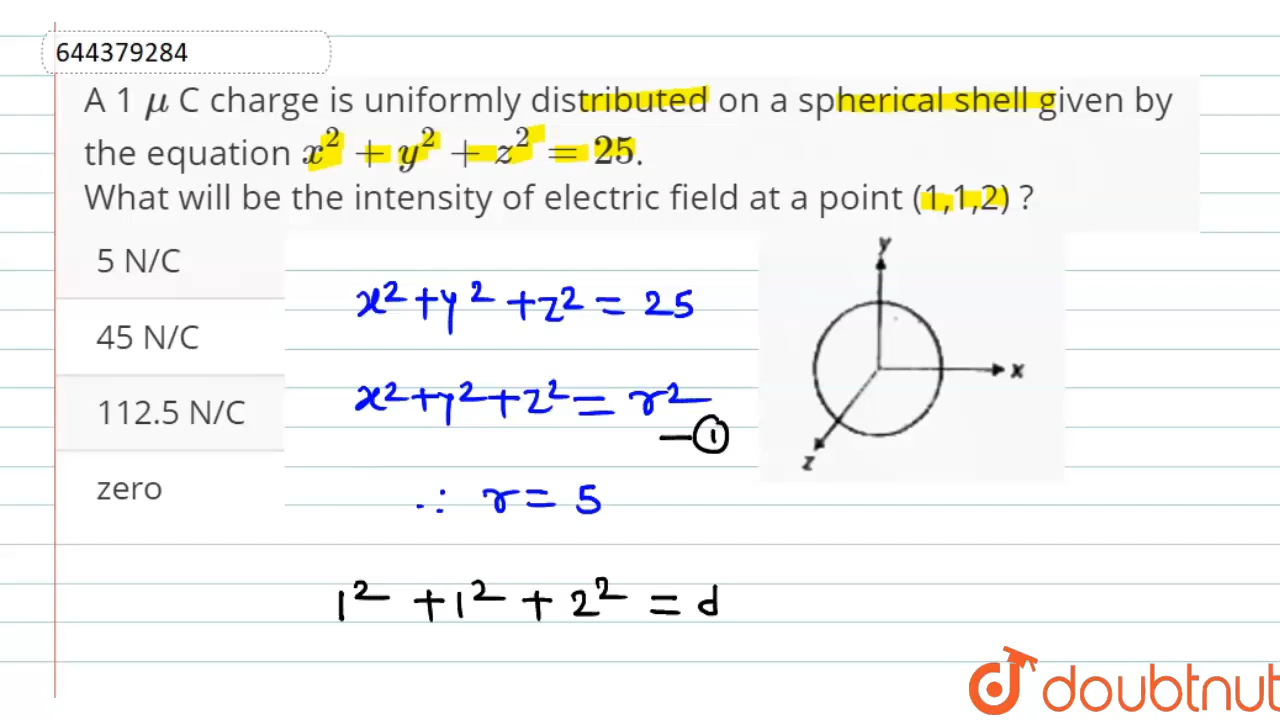 644379284
A 1 μ C charge is uniformly distributed on a spherical shell given by
the equation x² + y² + z² = 25.
What will be the intensity of electric field at a point (1,1,2) ?
5 N/C
45 N/C
112.5 N/C
zero
x² + y² + z² = 25
x² + y² + z² = r²
— ①
∴ r = 5
1² + 1² + 2² = d
y
x
z
doubtnut